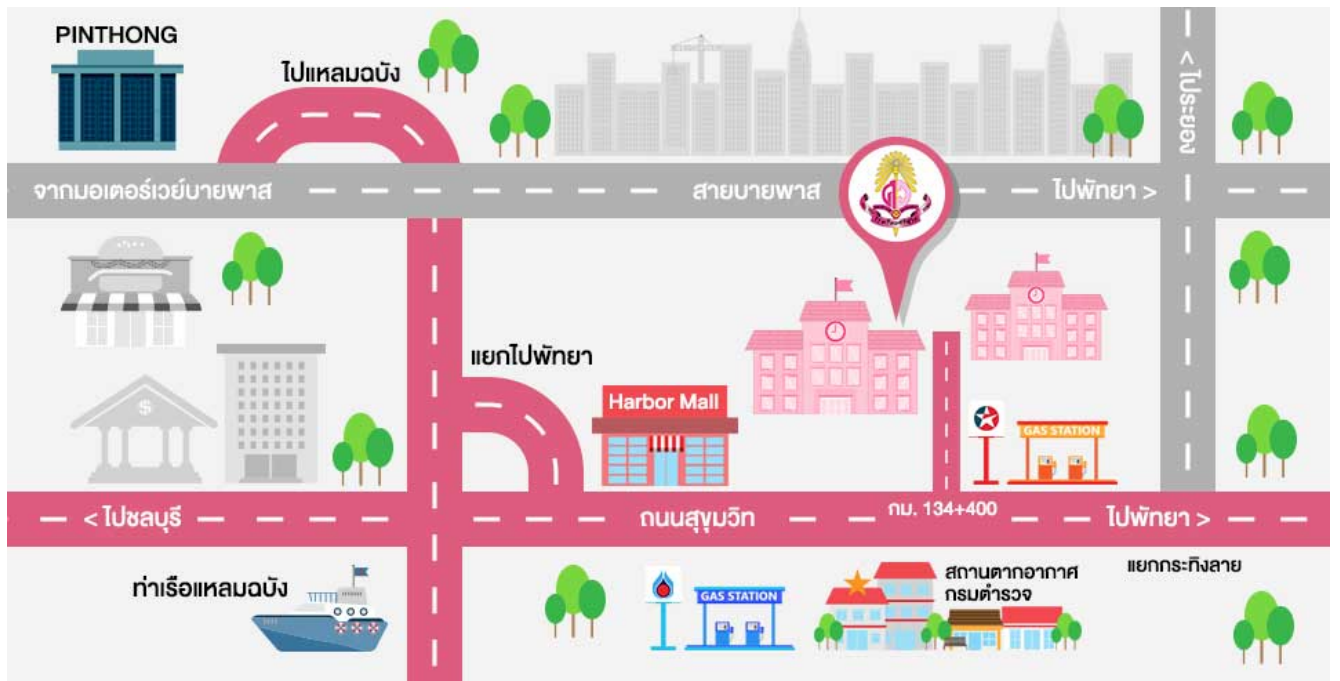 PINTHONG
ไปแหลมฉบัง
< ไประยอง
จากมอเตอร์เวย์บายพาส
สายบายพาส
ไปพัทยา >
แยกไปพัทยา
Harbor Mall
$
GAS STATION
< ไปชลบุรี
ถนนสุขุมวิท
กม. 134+400
ไปพัทยา >
ท่าเรือแหลมฉบัง
GAS STATION
สถานตากอากาศ
กรมตำรวจ
แยกกระทิงลาย